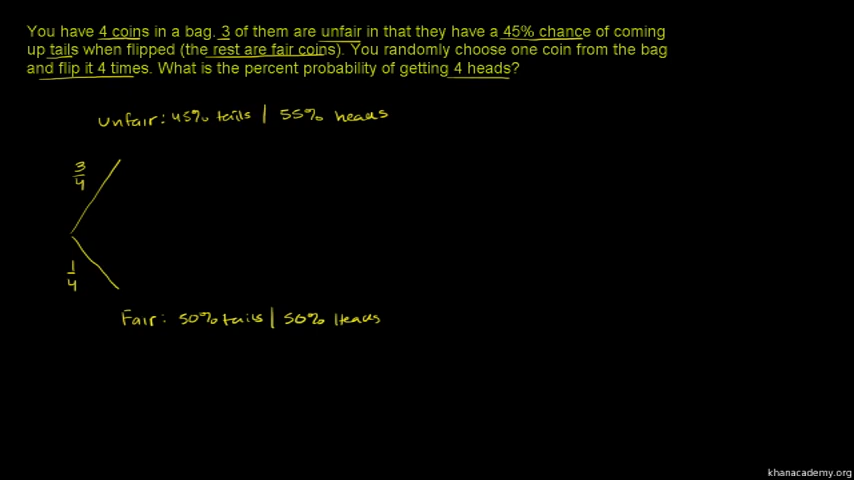 You have 4 coins in a bag. 3 of them are unfair in that they have a 45% chance of coming
up tails when flipped (the rest are fair coins). You randomly choose one coin from the bag
and flip it 4 times. What is the percent probability of getting 4 heads?
Unfair: 45% tails | 55% heads
3/4
1/4
Fair: 50% tails | 50% Heads
khanacademy.org